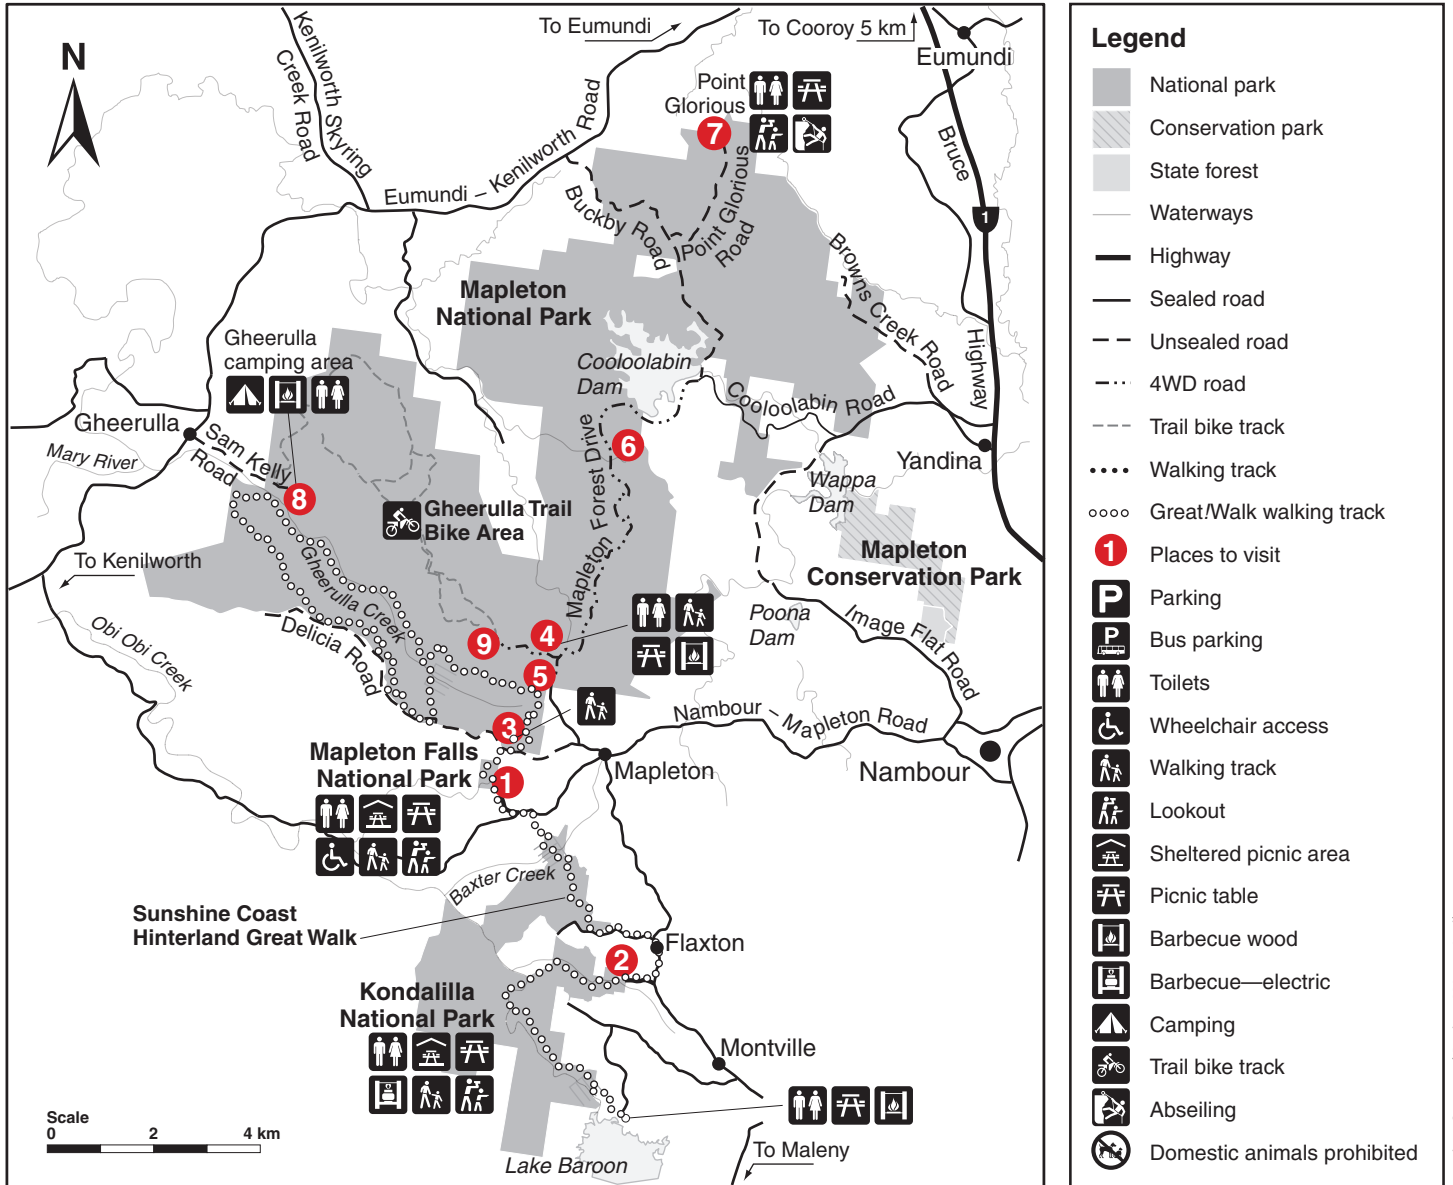 N
Kenilworth Skyring
Creek Road
To Eumundi
To Cooroy 5 km
Eumundi
Point
Glorious
7
Bruce
1
Highway
Eumundi – Kenilworth Road
Buckby Road
Point Glorious
Road
Browns Creek Road
Mapleton
National Park
Gheerulla
camping area
Cooloolabin
Dam
Cooloolabin Road
Gheerulla
Sam Kelly
Road
Mary River
8
6
Yandina
Wappa
Dam
Gheerulla Trail
Bike Area
Mapleton Forest Drive
Mapleton
Conservation Park
To Kenilworth
Gheerulla Creek
Obi Obi Creek
Delicia Road
9
4
5
3
Poona
Dam
Image Flat Road
Nambour – Mapleton Road
Mapleton Falls
National Park
1
Mapleton
Nambour
Baxter Creek
Sunshine Coast
Hinterland Great Walk
Flaxton
2
Kondalilla
National Park
Montville
Scale
0 2 4 km
Lake Baroon
To Maleny
Legend
National park
Conservation park
State forest
Waterways
Highway
Sealed road
Unsealed road
4WD road
Trail bike track
Walking track
Great/Walk walking track
1 Places to visit
P Parking
P Bus parking
Toilets
Wheelchair access
Walking track
Lookout
Sheltered picnic area
Picnic table
Barbecue wood
Barbecue—electric
Camping
Trail bike track
Abseiling
Domestic animals prohibited